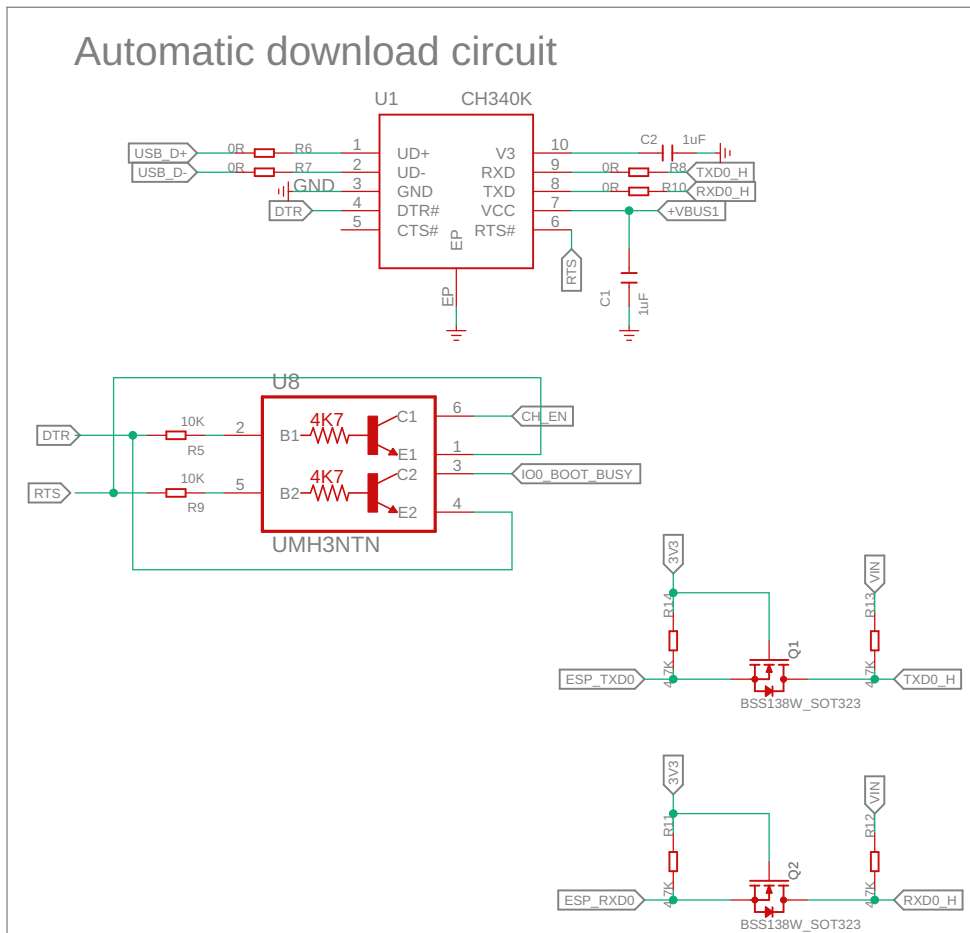 Automatic download circuit
U1 CH340K
USB_D+ 0R R6 1 UD+ V3 10 C2 1uF
USB_D- 0R R7 2 UD- RXD 9 0R R8 TXD0_H
GND 3 GND TXD 8 0R R10 RXD0_H
DTR 4 DTR# VCC 7 +VBUS1
5 CTS# RTS# 6
EP
RTS
EP
C1
1uF
U8
DTR 10K R5 2 B1 4K7 C1 6 CH_EN
E1 1
RTS 10K R9 5 B2 4K7 C2 3 IO0_BOOT_BUSY
E2 4
UMH3NTN
3V3 VIN
R14 R13
Q1
ESP_TXD0 4.7K 4.7K TXD0_H
BSS138W_SOT323
3V3 VIN
R11 R12
Q2
ESP_RXD0 4.7K 4.7K RXD0_H
BSS138W_SOT323